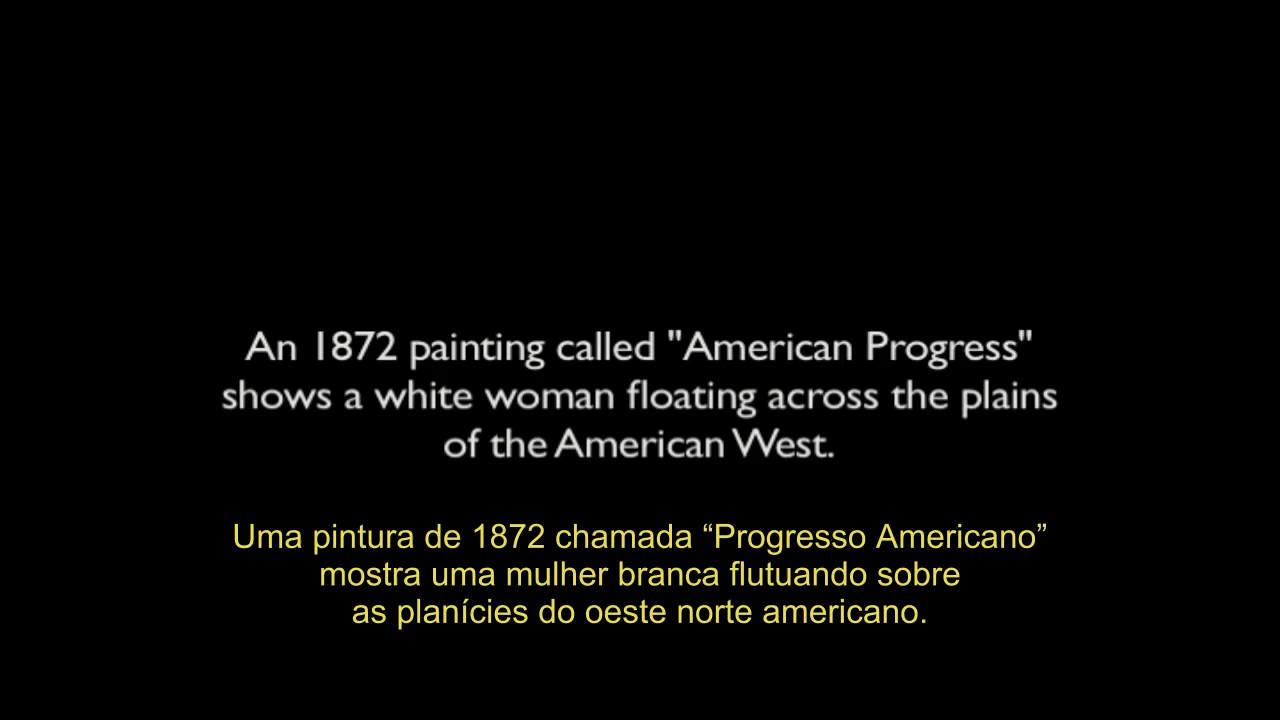 An 1872 painting called "American Progress"
shows a white woman floating across the plains
of the American West.
Uma pintura de 1872 chamada “Progresso Americano”
mostra uma mulher branca flutuando sobre
as planícies do oeste norte americano.